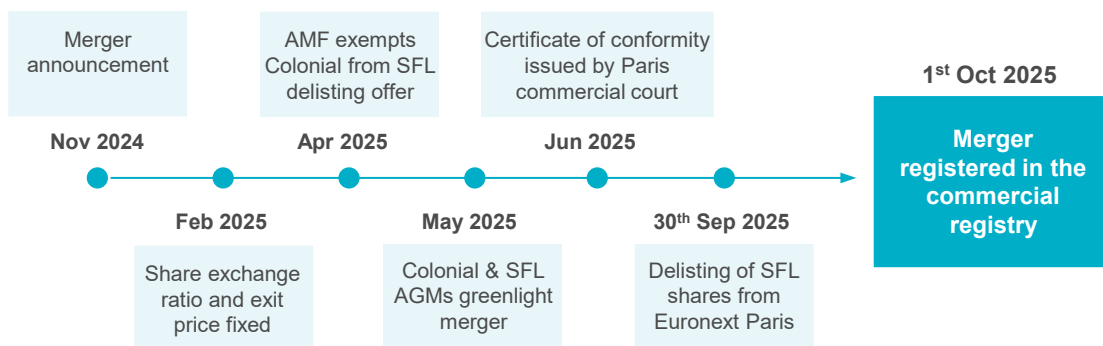 Merger
announcement
Nov 2024
Feb 2025
Share exchange
ratio and exit
price fixed
AMF exempts
Colonial from SFL
delisting offer
Apr 2025
May 2025
Colonial & SFL
AGMs greenlight
merger
Certificate of conformity
issued by Paris
commercial court
Jun 2025
30th Sep 2025
Delisting of SFL
shares from
Euronext Paris
1st Oct 2025
Merger
registered in the
commercial
registry